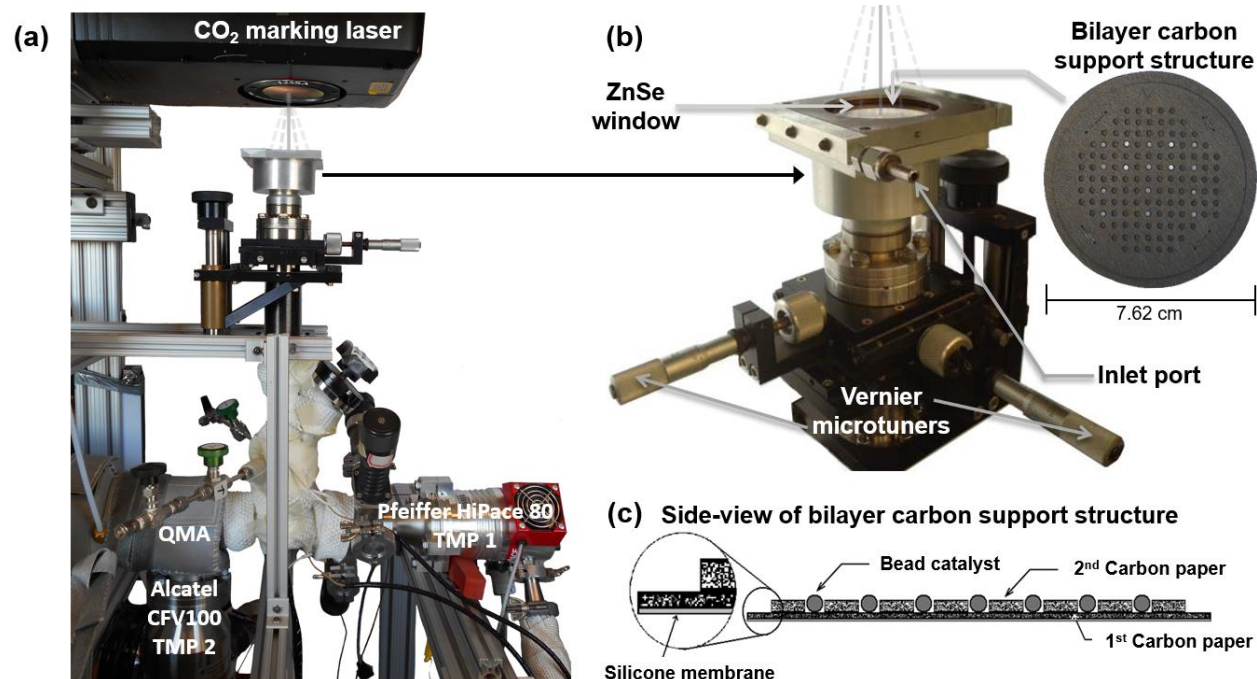 (a)
CO₂ marking laser
QMA
Alcatel
CFV100
TMP 2
Pfeiffer HiPace 80
TMP 1
(b)
ZnSe
window
Bilayer carbon
support structure
7.62 cm
Inlet port
Vernier
microtuners
(c) Side-view of bilayer carbon support structure
Bead catalyst
2ⁿᵈ Carbon paper
1ˢᵗ Carbon paper
Silicone membrane